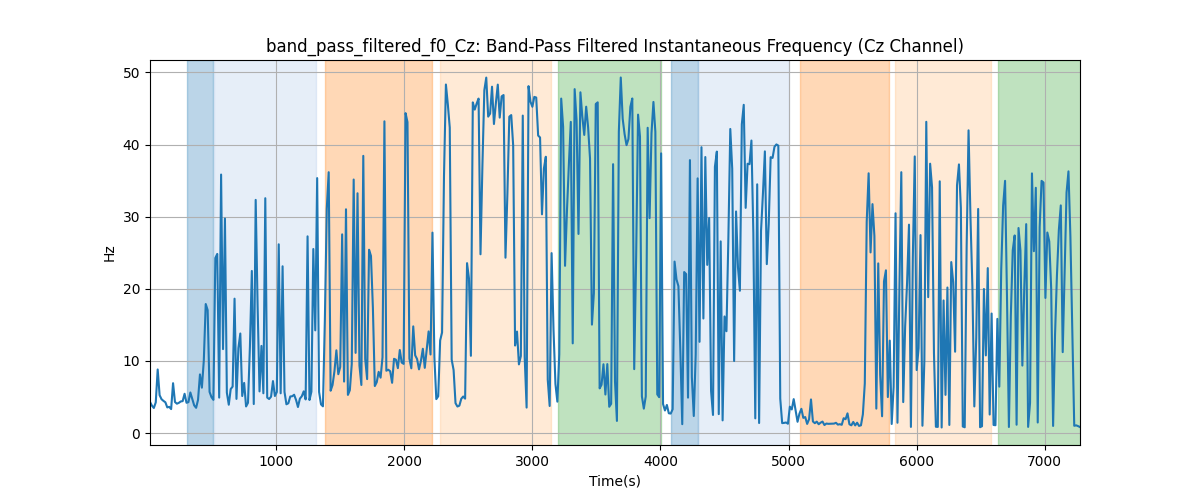 band_pass_filtered_f0_Cz: Band-Pass Filtered Instantaneous Frequency (Cz Channel)
50
40
30
20
10
0
Hz
1000 2000 3000 4000 5000 6000 7000
Time(s)